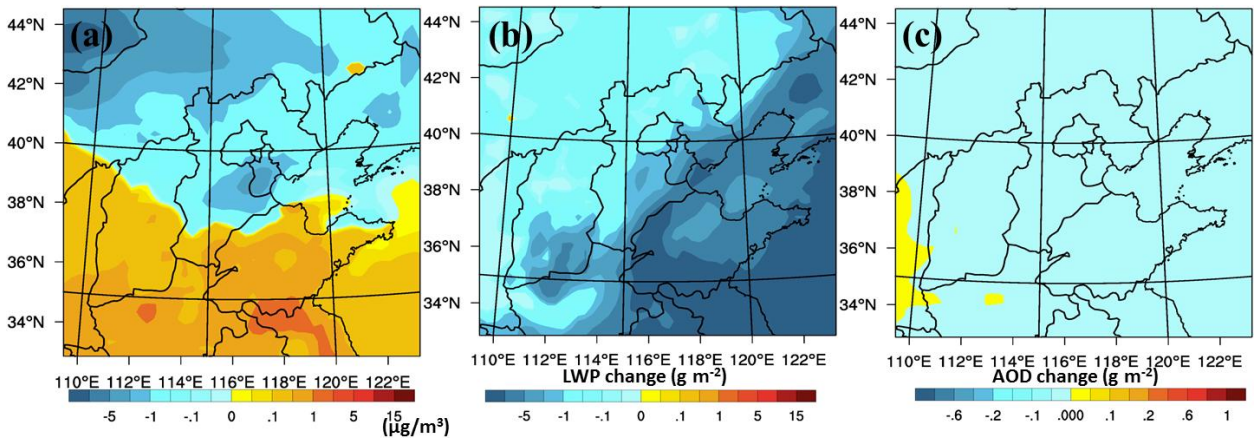 (a)
(b)
(c)
44°N
42°N
40°N
38°N
36°N
34°N
44°N
42°N
40°N
38°N
36°N
34°N
44°N
42°N
40°N
38°N
36°N
34°N
110°E 112°E 114°E 116°E 118°E 120°E 122°E
110°E 112°E 114°E 116°E 118°E 120°E 122°E
110°E 112°E 114°E 116°E 118°E 120°E 122°E
LWP change (g m-2)
AOD change (g m-2)
-5 -1 -.1 0 .1 1 5 15
(μg/m³)
-5 -1 -.1 0 .1 1 5 15
-.6 -.2 -.1 .000 .1 .2 .6 1